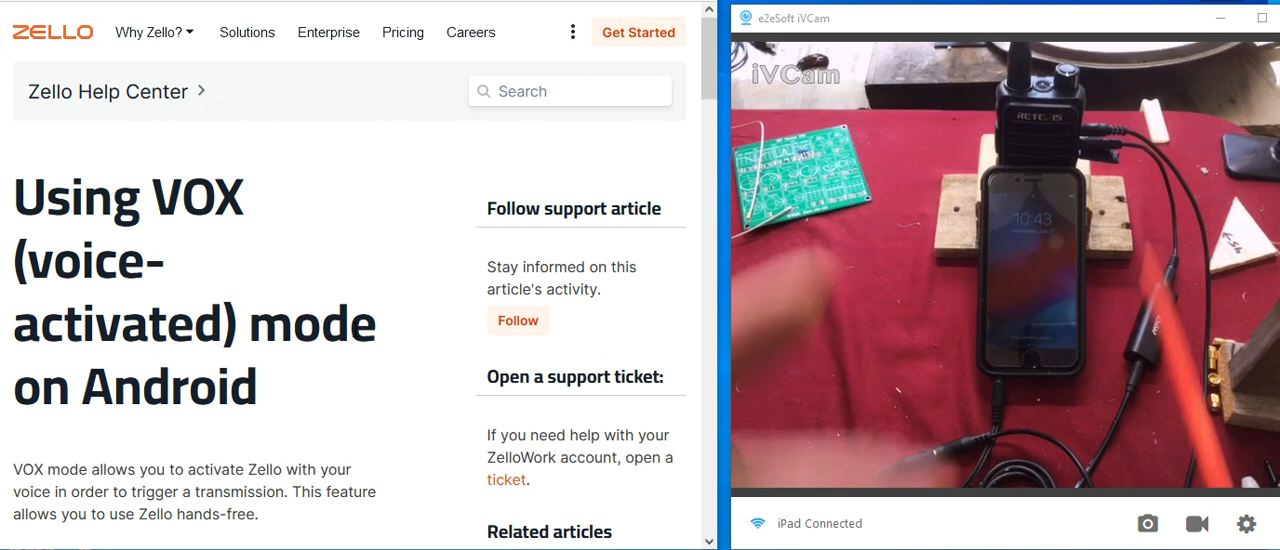 ZELLO
Why Zello? Solutions Enterprise Pricing Careers Get Started
Zello Help Center
Search
Using VOX
(voice-
activated) mode
on Android
VOX mode allows you to activate Zello with your
voice in order to trigger a transmission. This feature
allows you to use Zello hands-free.
Follow support article
Stay informed on this
article's activity.
Follow
Open a support ticket:
If you need help with your
ZelloWork account, open a
ticket.
Related articles
e2eSoft iVCam
iVCam
10:43
iPad Connected